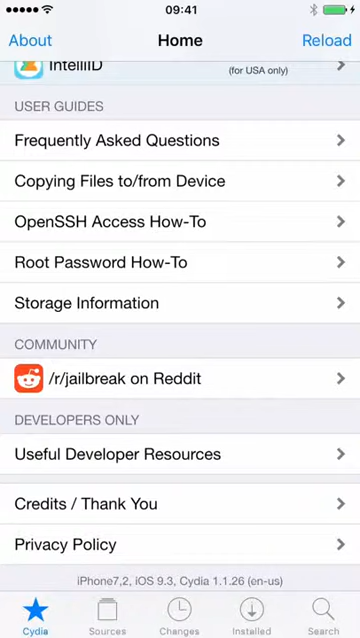 09:41
About
Home
Reload
IntelliID
(for USA only)
USER GUIDES
Frequently Asked Questions
Copying Files to/from Device
OpenSSH Access How-To
Root Password How-To
Storage Information
COMMUNITY
/r/jailbreak on Reddit
DEVELOPERS ONLY
Useful Developer Resources
Credits / Thank You
Privacy Policy
iPhone7,2, iOS 9.3, Cydia 1.1.26 (en-us)
Cydia
Sources
Changes
Installed
Search